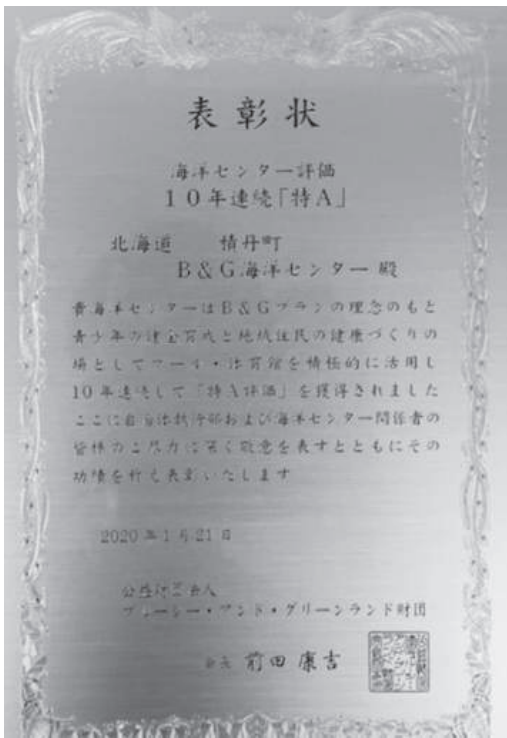 表彰状
海洋センター評価
10年連続「特A」
北海道 積丹町
B&G海洋センター 殿
貴海洋センターはB&Gプランの理念のもと
青少年の健全育成と地域住民の健康づくりの
場としてプール・体育館を積極的に活用し
10年連続して「特A評価」を獲得されました
ここに自治体執行部および海洋センター関係者の
皆様のご尽力に深く敬意を表すとともにその
功績を称え表彰いたします
2020年1月21日
公益財団法人
ブルーシー・アンド・グリーンランド財団
会長 前田康吉